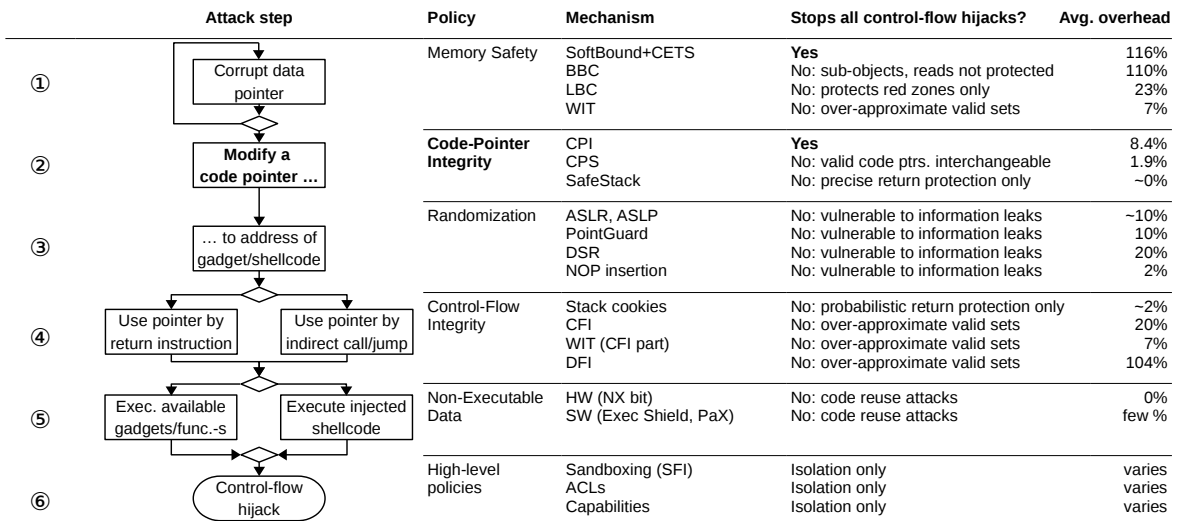 Attack step Policy Mechanism Stops all control-flow hijacks? Avg. overhead
①
Corrupt data
pointer
Memory Safety SoftBound+CETS Yes 116%
BBC No: sub-objects, reads not protected 110%
LBC No: protects red zones only 23%
WIT No: over-approximate valid sets 7%
②
Modify a
code pointer …
Code-Pointer
Integrity
CPI Yes 8.4%
CPS No: valid code ptrs. interchangeable 1.9%
SafeStack No: precise return protection only ~0%
③
… to address of
gadget/shellcode
Randomization ASLR, ASLP No: vulnerable to information leaks ~10%
PointGuard No: vulnerable to information leaks 10%
DSR No: vulnerable to information leaks 20%
NOP insertion No: vulnerable to information leaks 2%
④
Use pointer by
return instruction
Use pointer by
indirect call/jump
Control-Flow
Integrity
Stack cookies No: probabilistic return protection only ~2%
CFI No: over-approximate valid sets 20%
WIT (CFI part) No: over-approximate valid sets 7%
DFI No: over-approximate valid sets 104%
⑤
Exec. available
gadgets/func.-s
Execute injected
shellcode
Non-Executable
Data
HW (NX bit) No: code reuse attacks 0%
SW (Exec Shield, PaX) No: code reuse attacks few %
⑥
Control-flow
hijack
High-level
policies
Sandboxing (SFI) Isolation only varies
ACLs Isolation only varies
Capabilities Isolation only varies